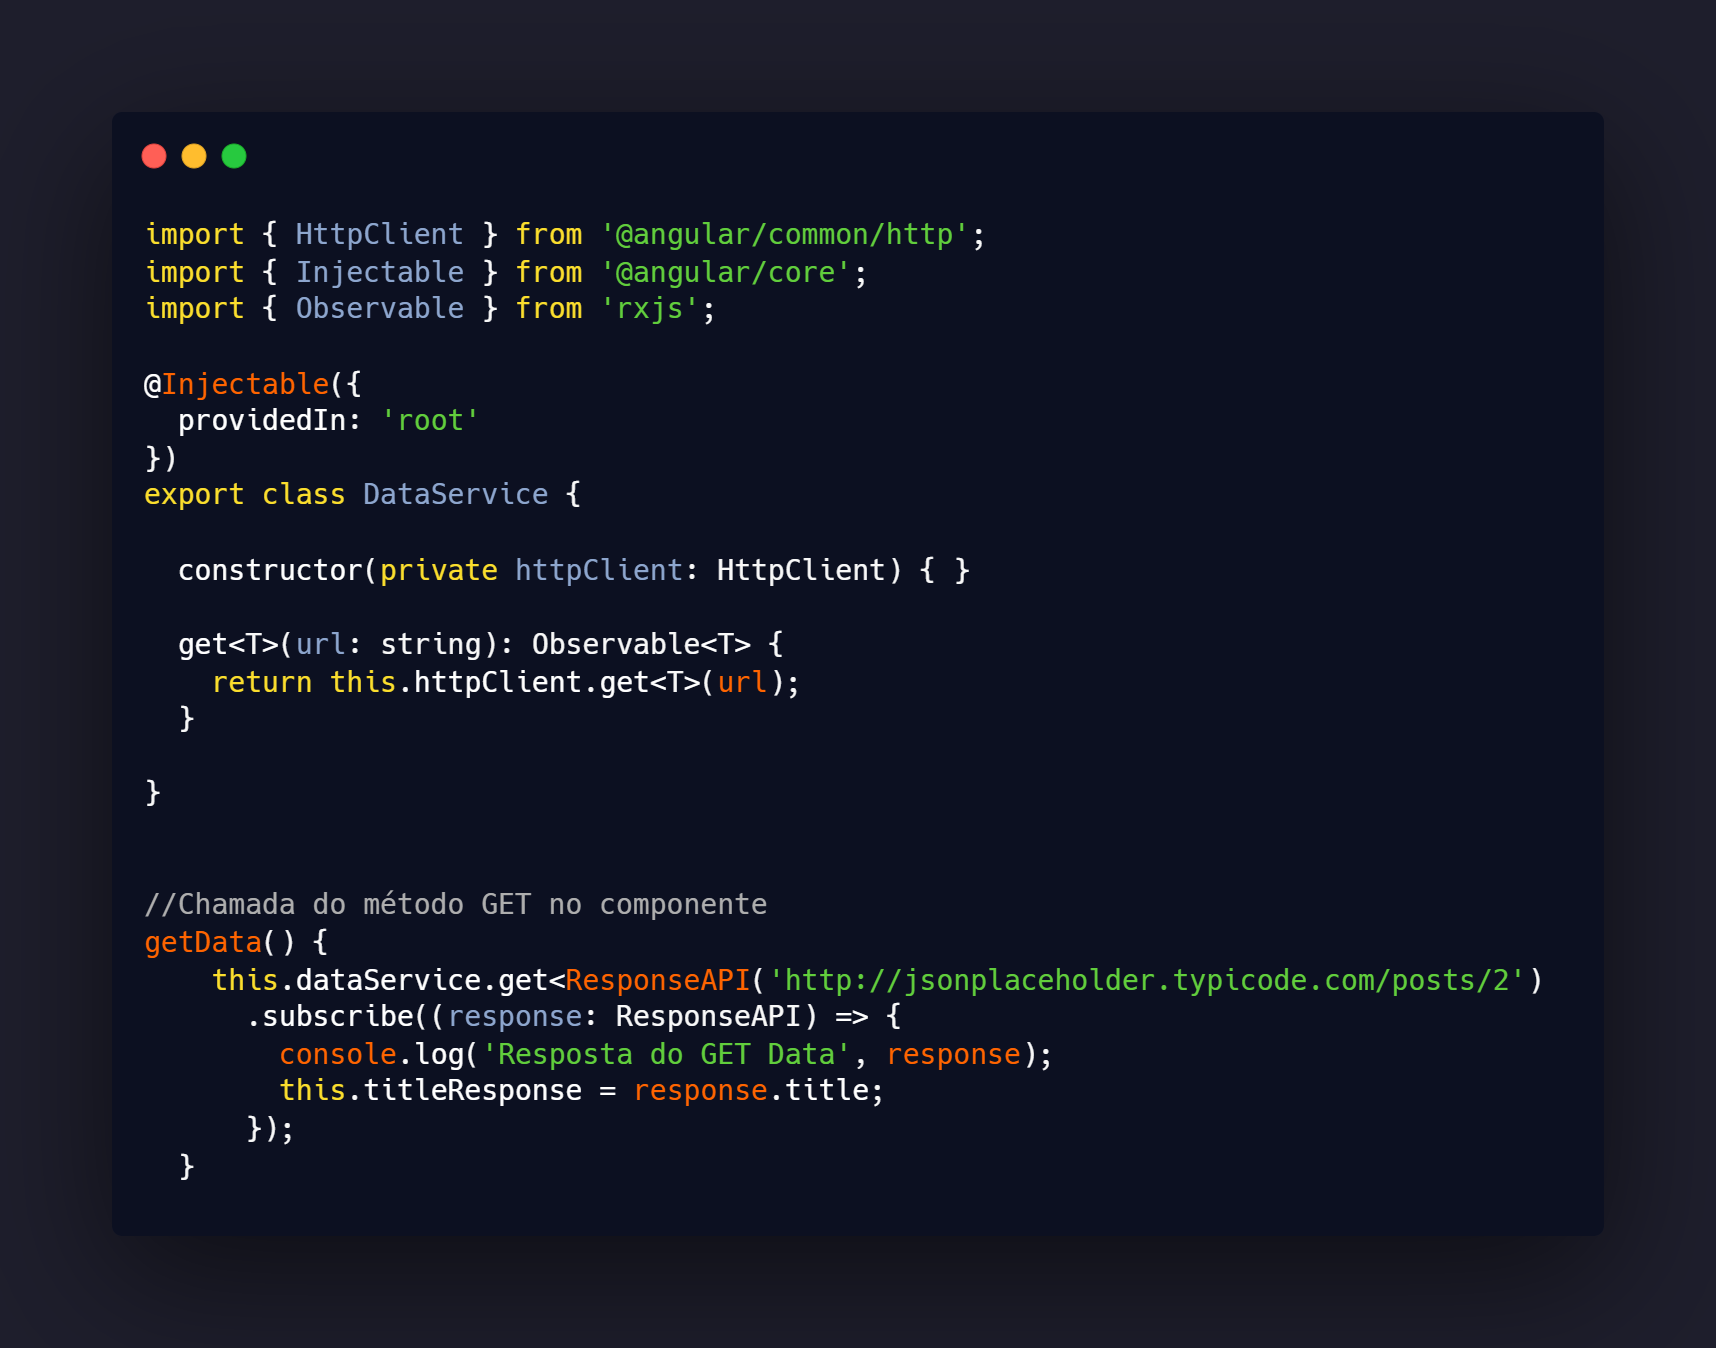 import { HttpClient } from '@angular/common/http';
import { Injectable } from '@angular/core';
import { Observable } from 'rxjs';

@Injectable({
  providedIn: 'root'
})
export class DataService {

  constructor(private httpClient: HttpClient) { }

  get<T>(url: string): Observable<T> {
    return this.httpClient.get<T>(url);
  }

}

//Chamada do método GET no componente
getData() {
    this.dataService.get<ResponseAPI('http://jsonplaceholder.typicode.com/posts/2')
      .subscribe((response: ResponseAPI) => {
        console.log('Resposta do GET Data', response);
        this.titleResponse = response.title;
      });
  }